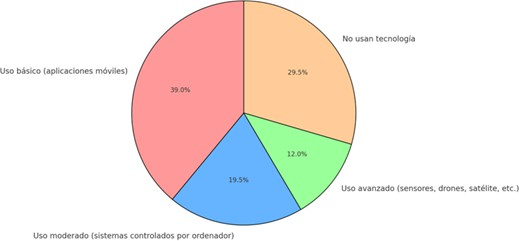 No usan tecnología
Uso básico (aplicaciones móviles)
29.5%
39.0%
12.0%
19.5%
Uso avanzado (sensores, drones, satélite, etc.)
Uso moderado (sistemas controlados por ordenador)